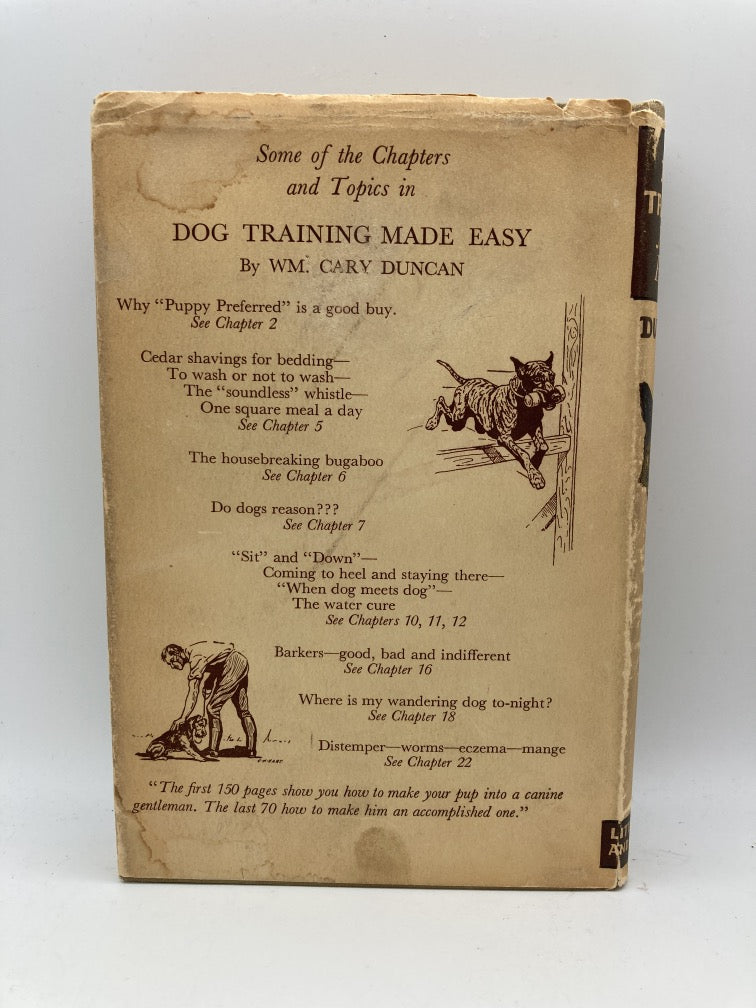 Some of the Chapters
and Topics in
DOG TRAINING MADE EASY
By WM. CARY DUNCAN
Why “Puppy Preferred” is a good buy.
See Chapter 2
Cedar shavings for bedding—
To wash or not to wash—
The “soundless” whistle—
One square meal a day
See Chapter 5
The housebreaking bugaboo
See Chapter 6
Do dogs reason???
See Chapter 7
“Sit” and “Down”—
Coming to heel and staying there—
“When dog meets dog”—
The water cure
See Chapters 10, 11, 12
Barkers—good, bad and indifferent
See Chapter 16
Where is my wandering dog to-night?
See Chapter 18
Distemper—worms—eczema—mange
See Chapter 22
“The first 150 pages show you how to make your pup into a canine
gentleman. The last 70 how to make him an accomplished one.”